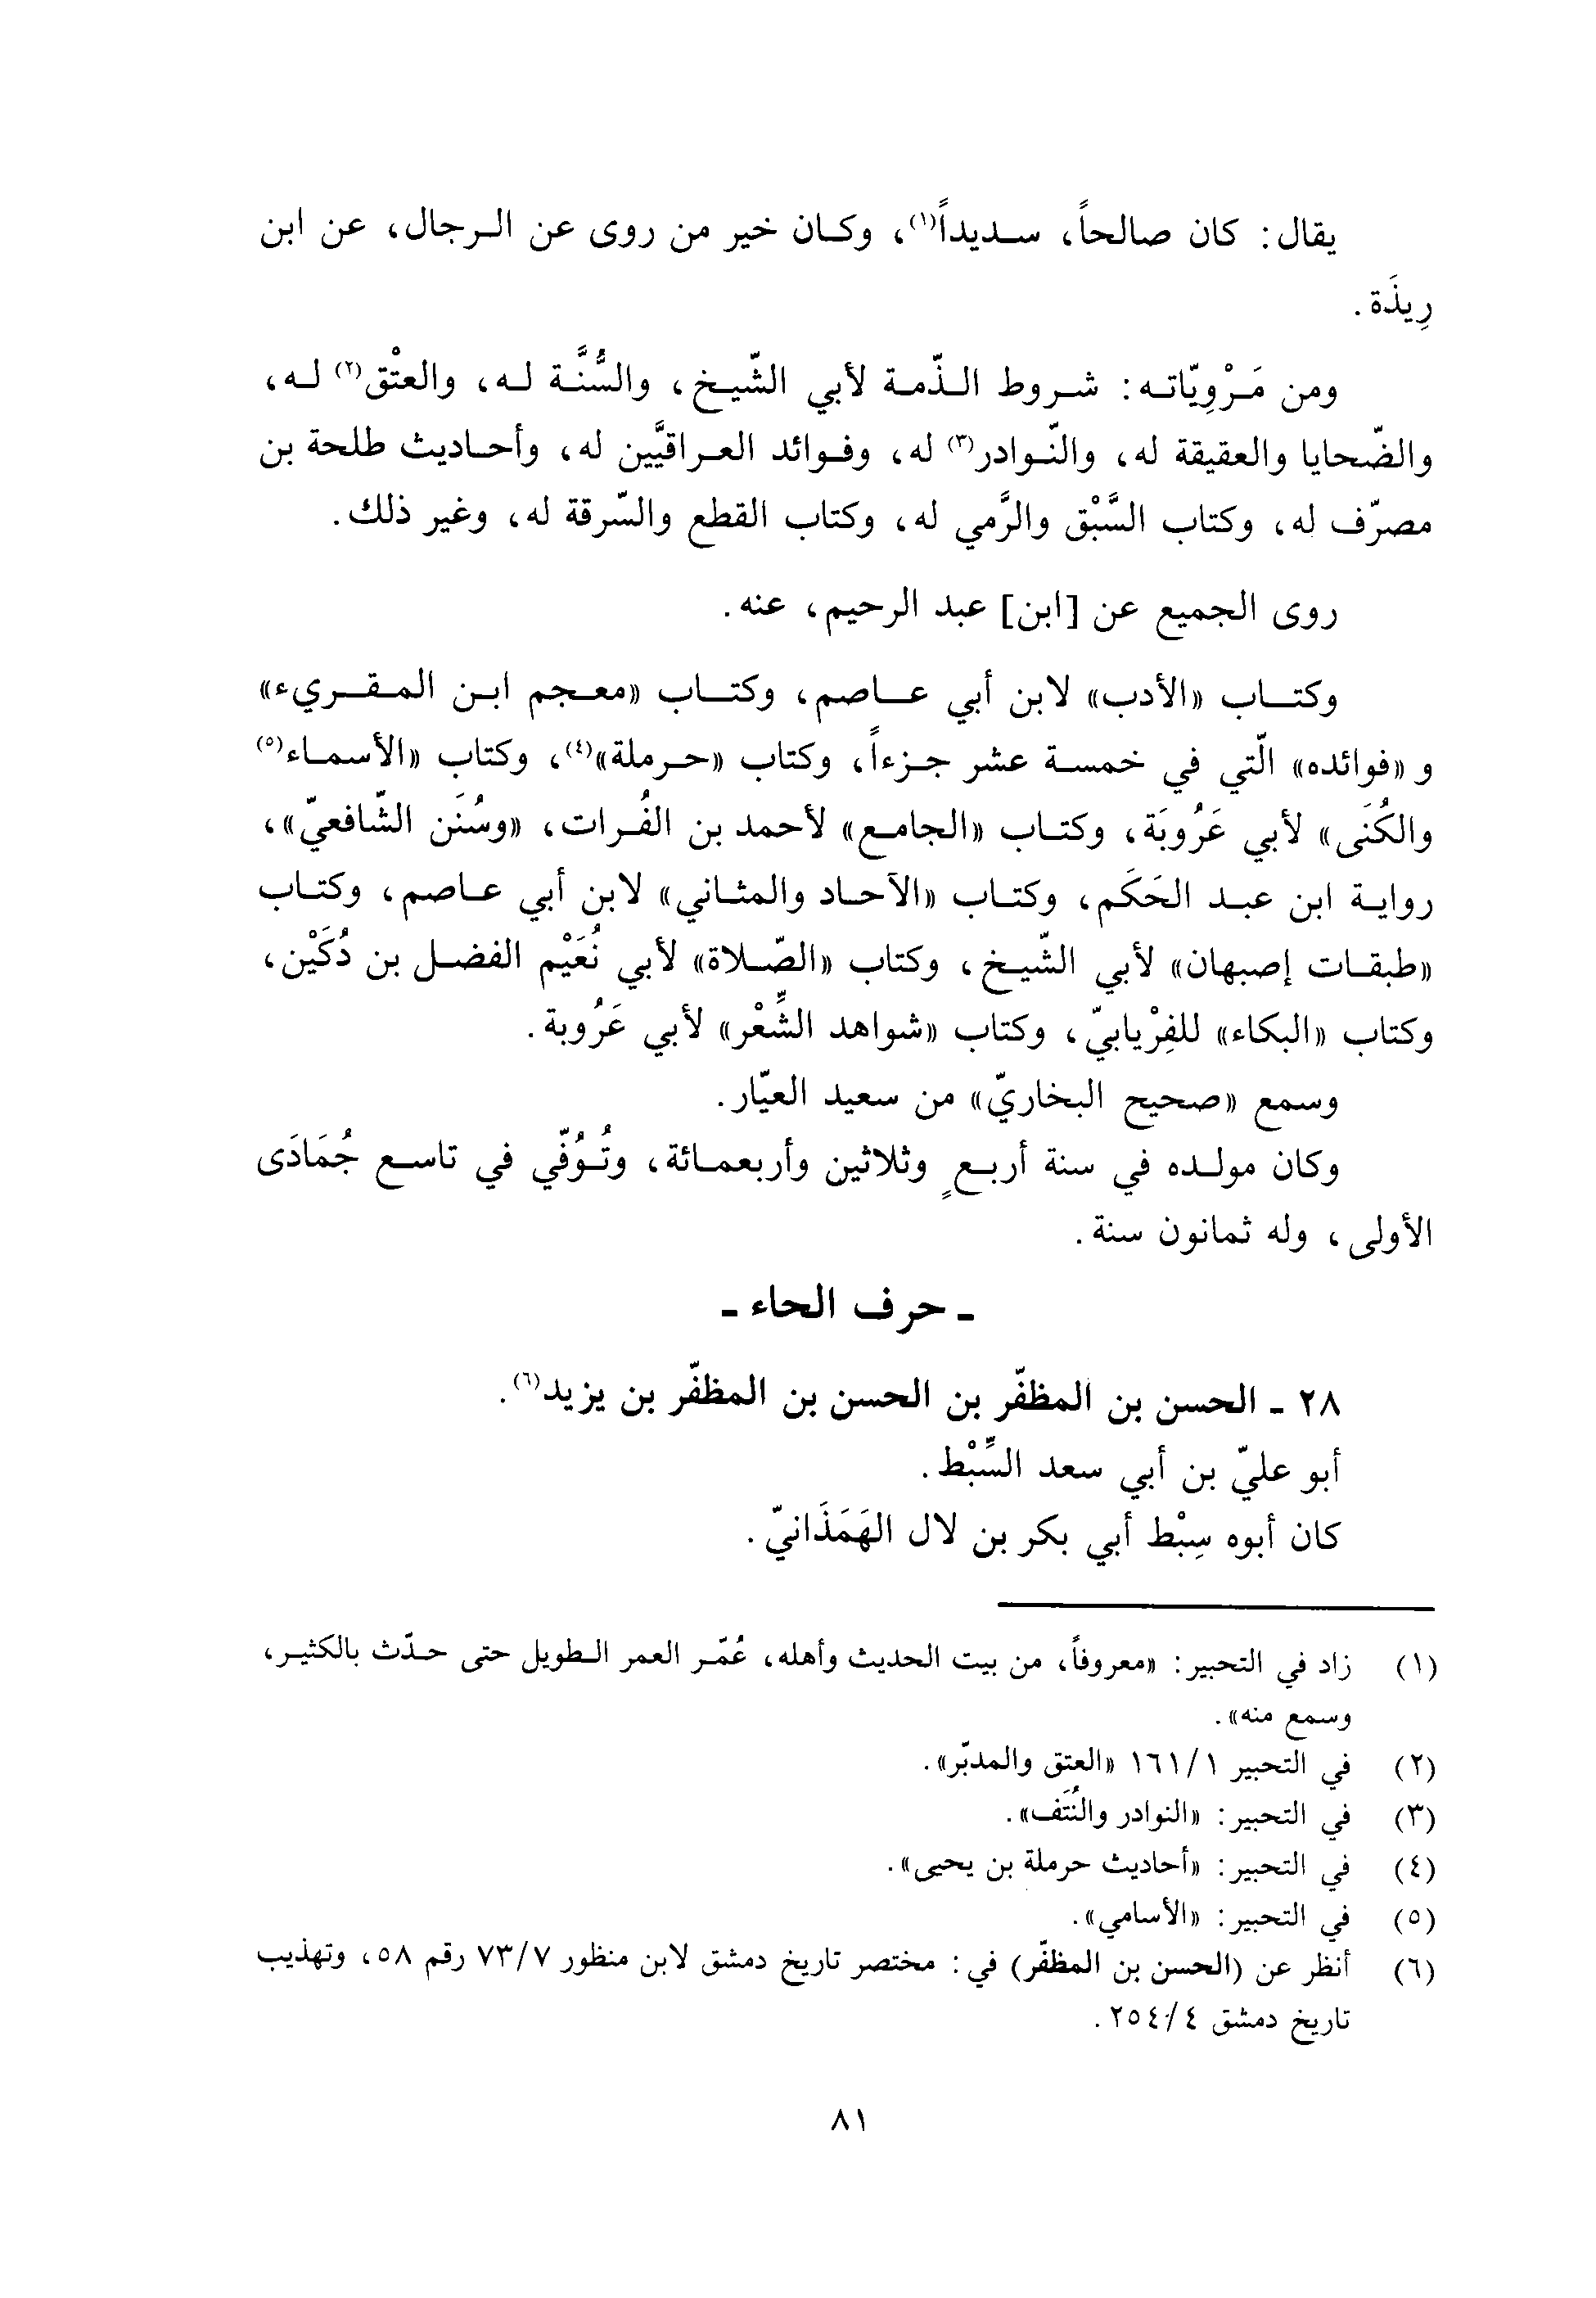 يقال: كان صالحاً، سديداً(١)، وكان خير من روى عن الرجال، عن ابن
رِيذَة.
ومن مَرْوِيّاته: شروط الذّمة لأبي الشّيخ، والسُّنَّة له، والعتْق(٢) له،
والضّحايا والعقيقة له، والنّوادر(٣) له، وفوائد العراقيَّين له، وأحاديث طلحة بن
مصرّف له، وكتاب السَّبْق والرَّمي له، وكتاب القطع والسّرقة له، وغير ذلك.
روى الجميع عن [ابن] عبد الرحيم، عنه.
وكتاب «الأدب» لابن أبي عاصم، وكتاب «معجم ابن المقريء»
و «فوائده» الّتي في خمسة عشر جزءاً، وكتاب «حرملة»(٤)، وكتاب «الأسماء(٥)
والكُنَى» لأبي عَرُوبَة، وكتاب «الجامع» لأحمد بن الفُرات، «وسُنَن الشّافعيّ»،
رواية ابن عبد الحَكَم، وكتاب «الآحاد والمثاني» لابن أبي عاصم، وكتاب
«طبقات إصبهان» لأبي الشّيخ، وكتاب «الصّلاة» لأبي نُعَيْم الفضل بن دُكَيْن،
وكتاب «البكاء» للفِرْيابيّ، وكتاب «شواهد الشِّعْر» لأبي عَرُوبة.
وسمع «صحيح البخاريّ» من سعيد العيّار.
وكان مولده في سنة أربعٍ وثلاثين وأربعمائة، وتُوُفّي في تاسع جُمَادَى
الأولى، وله ثمانون سنة.
ـ حرف الحاء ـ
٢٨ ـ الحسن بن المظفّر بن الحسن بن المظفّر بن يزيد(٦).
أبو عليّ بن أبي سعد السِّبْط.
كان أبوه سِبْط أبي بكر بن لال الهَمَذَانيّ.
(١) زاد في التحبير: «معروفاً، من بيت الحديث وأهله، عُمّر العمر الطويل حتى حدّث بالكثير،
وسمع منه».
(٢) في التحبير ١/١٦١ «العتق والمدبّر».
(٣) في التحبير: «النوادر والنُتَف».
(٤) في التحبير: «أحاديث حرملة بن يحيى».
(٥) في التحبير: «الأسامي».
(٦) أنظر عن (الحسن بن المظفّر) في: مختصر تاريخ دمشق لابن منظور ٧٣/٧ رقم ٥٨، وتهذيب
تاريخ دمشق ٢٥٤/٤.
٨١